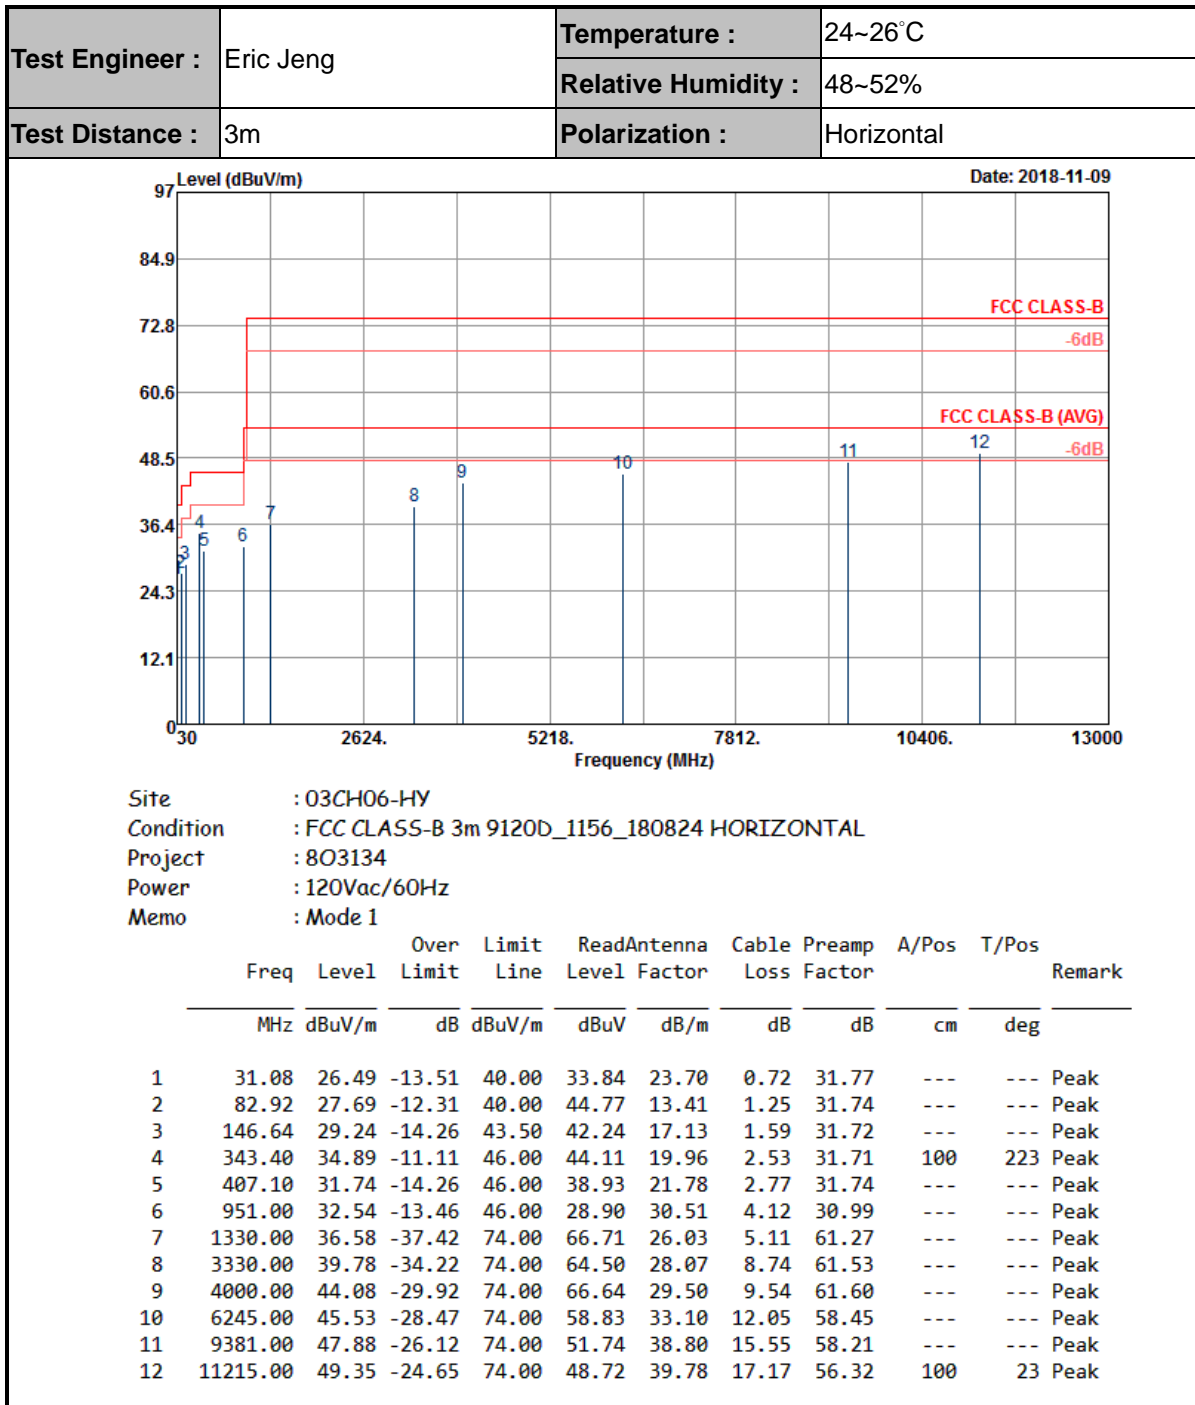 Test Engineer : Eric Jeng Temperature : 24~26°C
Relative Humidity : 48~52%
Test Distance : 3m Polarization : Horizontal
97 Level (dBuV/m) Date: 2018-11-09
84.9
FCC CLASS-B
72.8
-6dB
60.6
FCC CLASS-B (AVG)
12
11
-6dB
48.5
10
9
8
7
36.4
4
6
5
3
2
24.3
12.1
0
30 2624. 5218. 7812. 10406. 13000
Frequency (MHz)
Site : 03CH06-HY
Condition : FCC CLASS-B 3m 9120D_1156_180824 HORIZONTAL
Project : 8O3134
Power : 120Vac/60Hz
Memo : Mode 1
Over Limit ReadAntenna Cable Preamp A/Pos T/Pos
Freq Level Limit Line Level Factor Loss Factor Remark
MHz dBuV/m dB dBuV/m dBuV dB/m dB dB cm deg
1 31.08 26.49 -13.51 40.00 33.84 23.70 0.72 31.77 --- --- Peak
2 82.92 27.69 -12.31 40.00 44.77 13.41 1.25 31.74 --- --- Peak
3 146.64 29.24 -14.26 43.50 42.24 17.13 1.59 31.72 --- --- Peak
4 343.40 34.89 -11.11 46.00 44.11 19.96 2.53 31.71 100 223 Peak
5 407.10 31.74 -14.26 46.00 38.93 21.78 2.77 31.74 --- --- Peak
6 951.00 32.54 -13.46 46.00 28.90 30.51 4.12 30.99 --- --- Peak
7 1330.00 36.58 -37.42 74.00 66.71 26.03 5.11 61.27 --- --- Peak
8 3330.00 39.78 -34.22 74.00 64.50 28.07 8.74 61.53 --- --- Peak
9 4000.00 44.08 -29.92 74.00 66.64 29.50 9.54 61.60 --- --- Peak
10 6245.00 45.53 -28.47 74.00 58.83 33.10 12.05 58.45 --- --- Peak
11 9381.00 47.88 -26.12 74.00 51.74 38.80 15.55 58.21 --- --- Peak
12 11215.00 49.35 -24.65 74.00 48.72 39.78 17.17 56.32 100 23 Peak